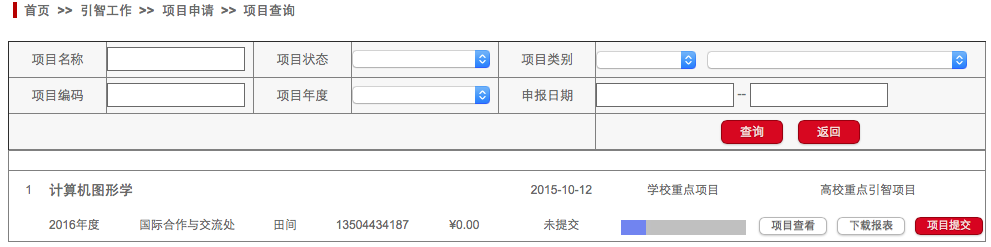 首页 >> 引智工作 >> 项目申请 >> 项目查询
项目名称 项目状态 项目类别
项目编码 项目年度 申报日期 --
查询 返回
1 计算机图形学 2015-10-12 学校重点项目 高校重点引智项目
2016年度 国际合作与交流处 田间 13504434187 ¥0.00 未提交 项目查看 下载报表 项目提交